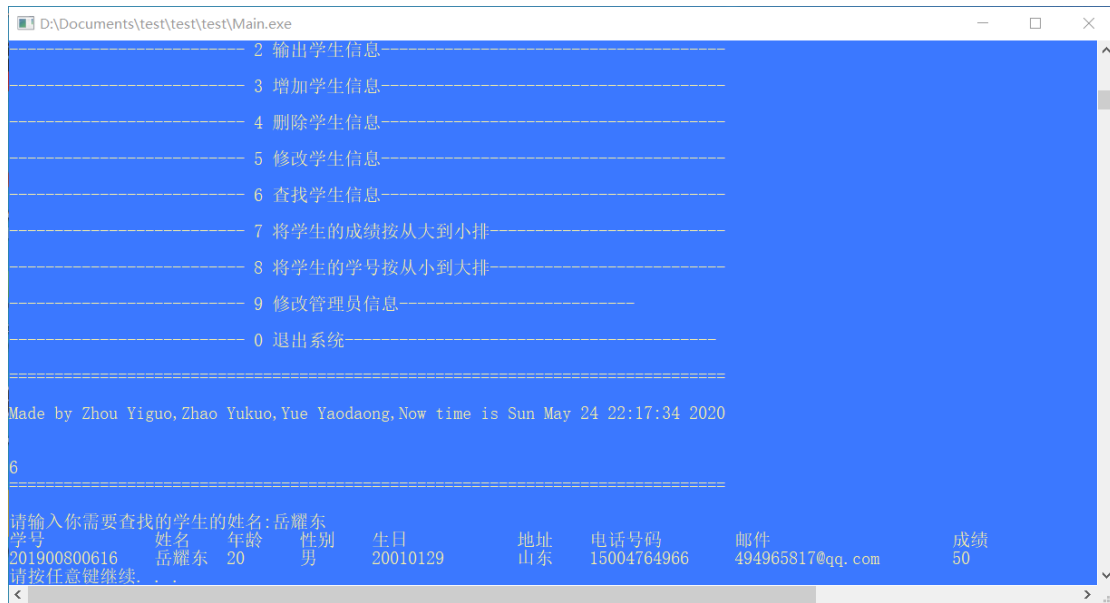 D:\Documents\test\test\test\Main.exe
-------------------------- 2 输出学生信息--------------------------------------
-------------------------- 3 增加学生信息--------------------------------------
-------------------------- 4 删除学生信息--------------------------------------
-------------------------- 5 修改学生信息--------------------------------------
-------------------------- 6 查找学生信息--------------------------------------
-------------------------- 7 将学生的成绩按从大到小排--------------------------
-------------------------- 8 将学生的学号按从小到大排--------------------------
-------------------------- 9 修改管理员信息--------------------------
-------------------------- 0 退出系统-----------------------------------------
===============================================================================
Made by Zhou Yiguo,Zhao Yukuo,Yue Yaodaong,Now time is Sun May 24 22:17:34 2020
6
===============================================================================
请输入你需要查找的学生的姓名:岳耀东
学号 姓名 年龄 性别 生日 地址 电话号码 邮件 成绩
201900800616 岳耀东 20 男 20010129 山东 15004764966 494965817@qq.com 50
请按任意键继续. . .